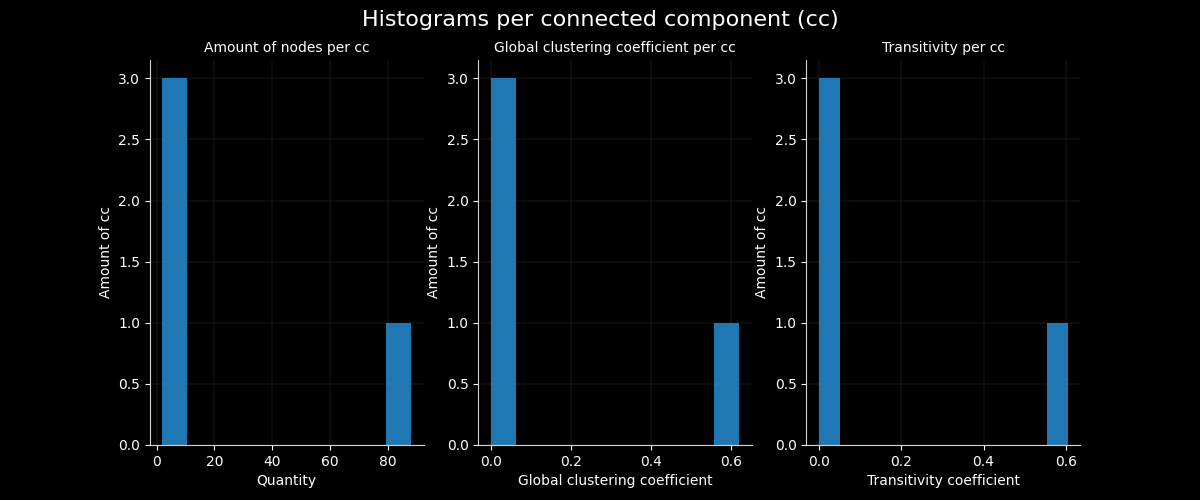 Histograms per connected component (cc)
Amount of nodes per cc
Global clustering coefficient per cc
Transitivity per cc
3.0
2.5
2.0
1.5
1.0
0.5
0.0
Amount of cc
0 20 40 60 80
Quantity
3.0
2.5
2.0
1.5
1.0
0.5
0.0
Amount of cc
0.0 0.2 0.4 0.6
Global clustering coefficient
3.0
2.5
2.0
1.5
1.0
0.5
0.0
Amount of cc
0.0 0.2 0.4 0.6
Transitivity coefficient